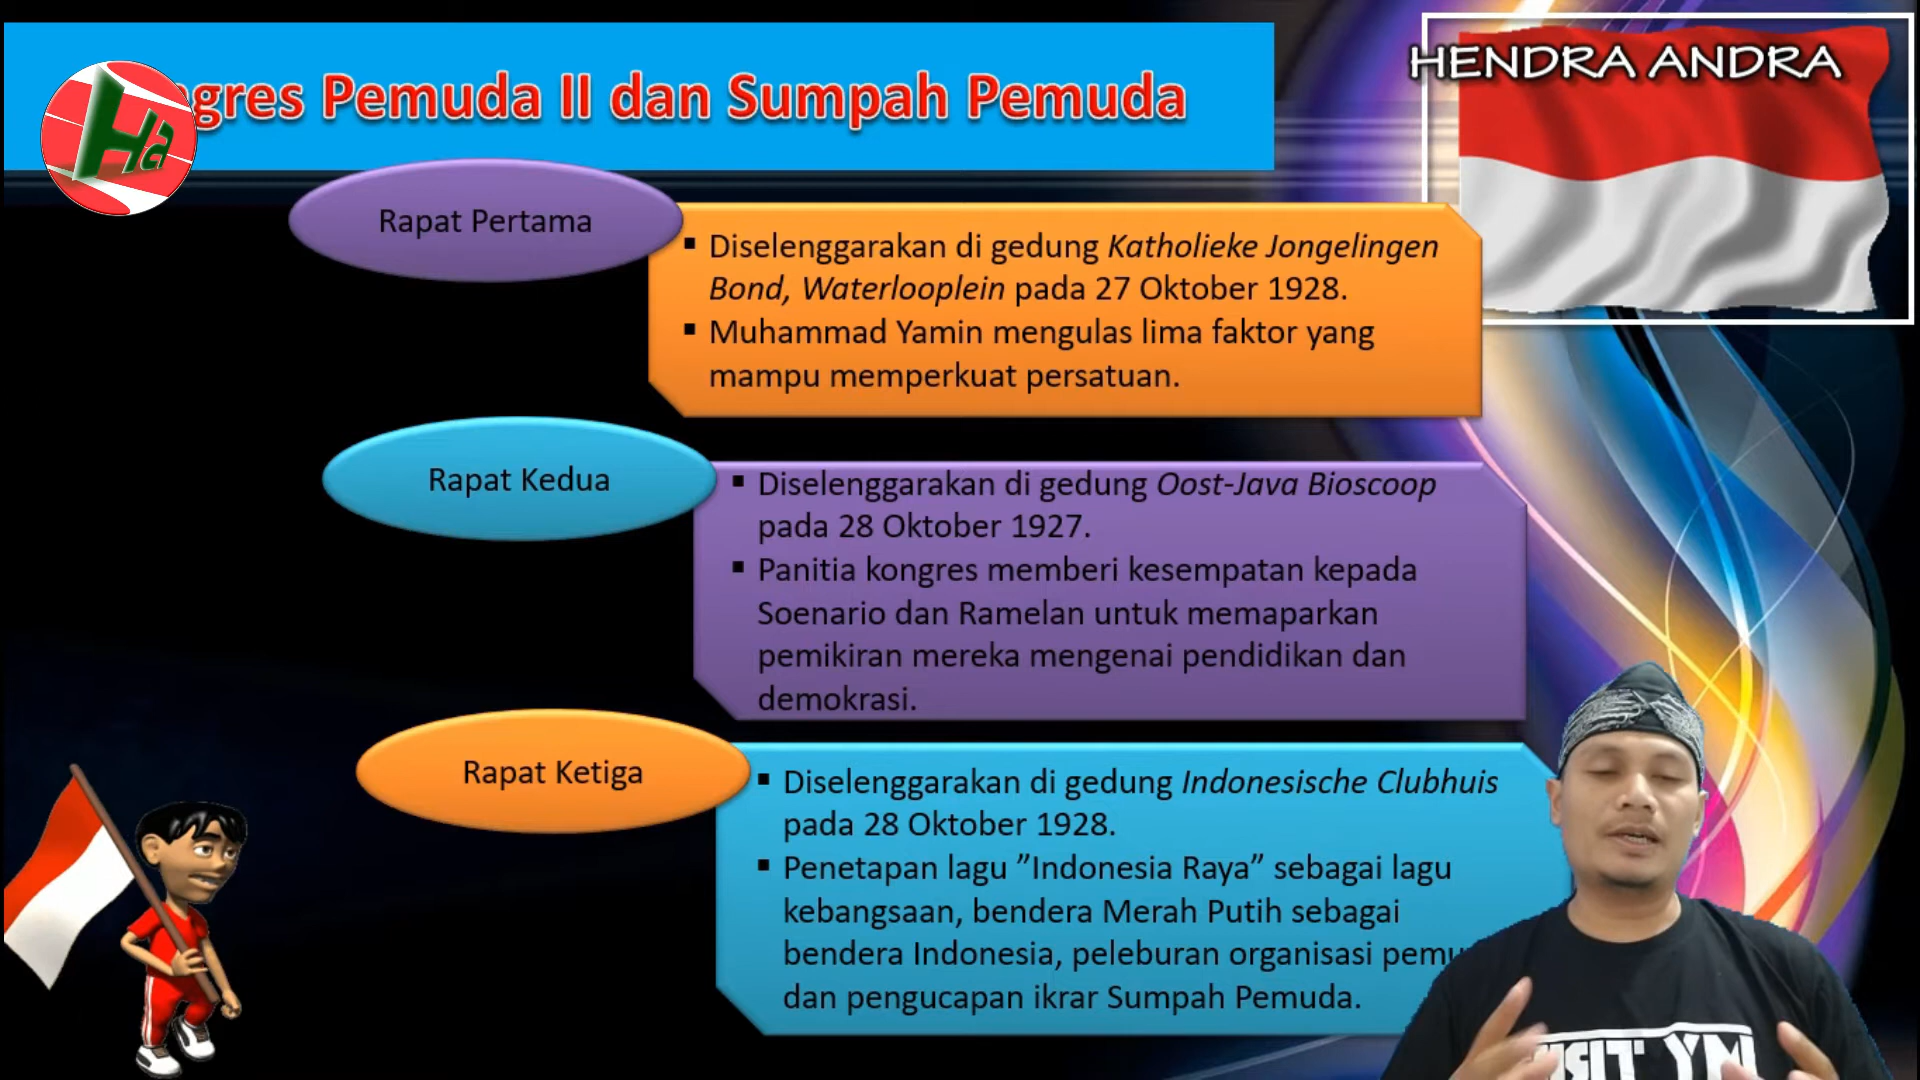 gres Pemuda II dan Sumpah Pemuda
HENDRA ANDRA
Ha
Rapat Pertama
▪ Diselenggarakan di gedung Katholieke Jongelingen
Bond, Waterlooplein pada 27 Oktober 1928.
▪ Muhammad Yamin mengulas lima faktor yang
mampu memperkuat persatuan.
Rapat Kedua
▪ Diselenggarakan di gedung Oost-Java Bioscoop
pada 28 Oktober 1927.
▪ Panitia kongres memberi kesempatan kepada
Soenario dan Ramelan untuk memaparkan
pemikiran mereka mengenai pendidikan dan
demokrasi.
Rapat Ketiga
▪ Diselenggarakan di gedung Indonesische Clubhuis
pada 28 Oktober 1928.
▪ Penetapan lagu ”Indonesia Raya” sebagai lagu
kebangsaan, bendera Merah Putih sebagai
bendera Indonesia, peleburan organisasi pemu
dan pengucapan ikrar Sumpah Pemuda.